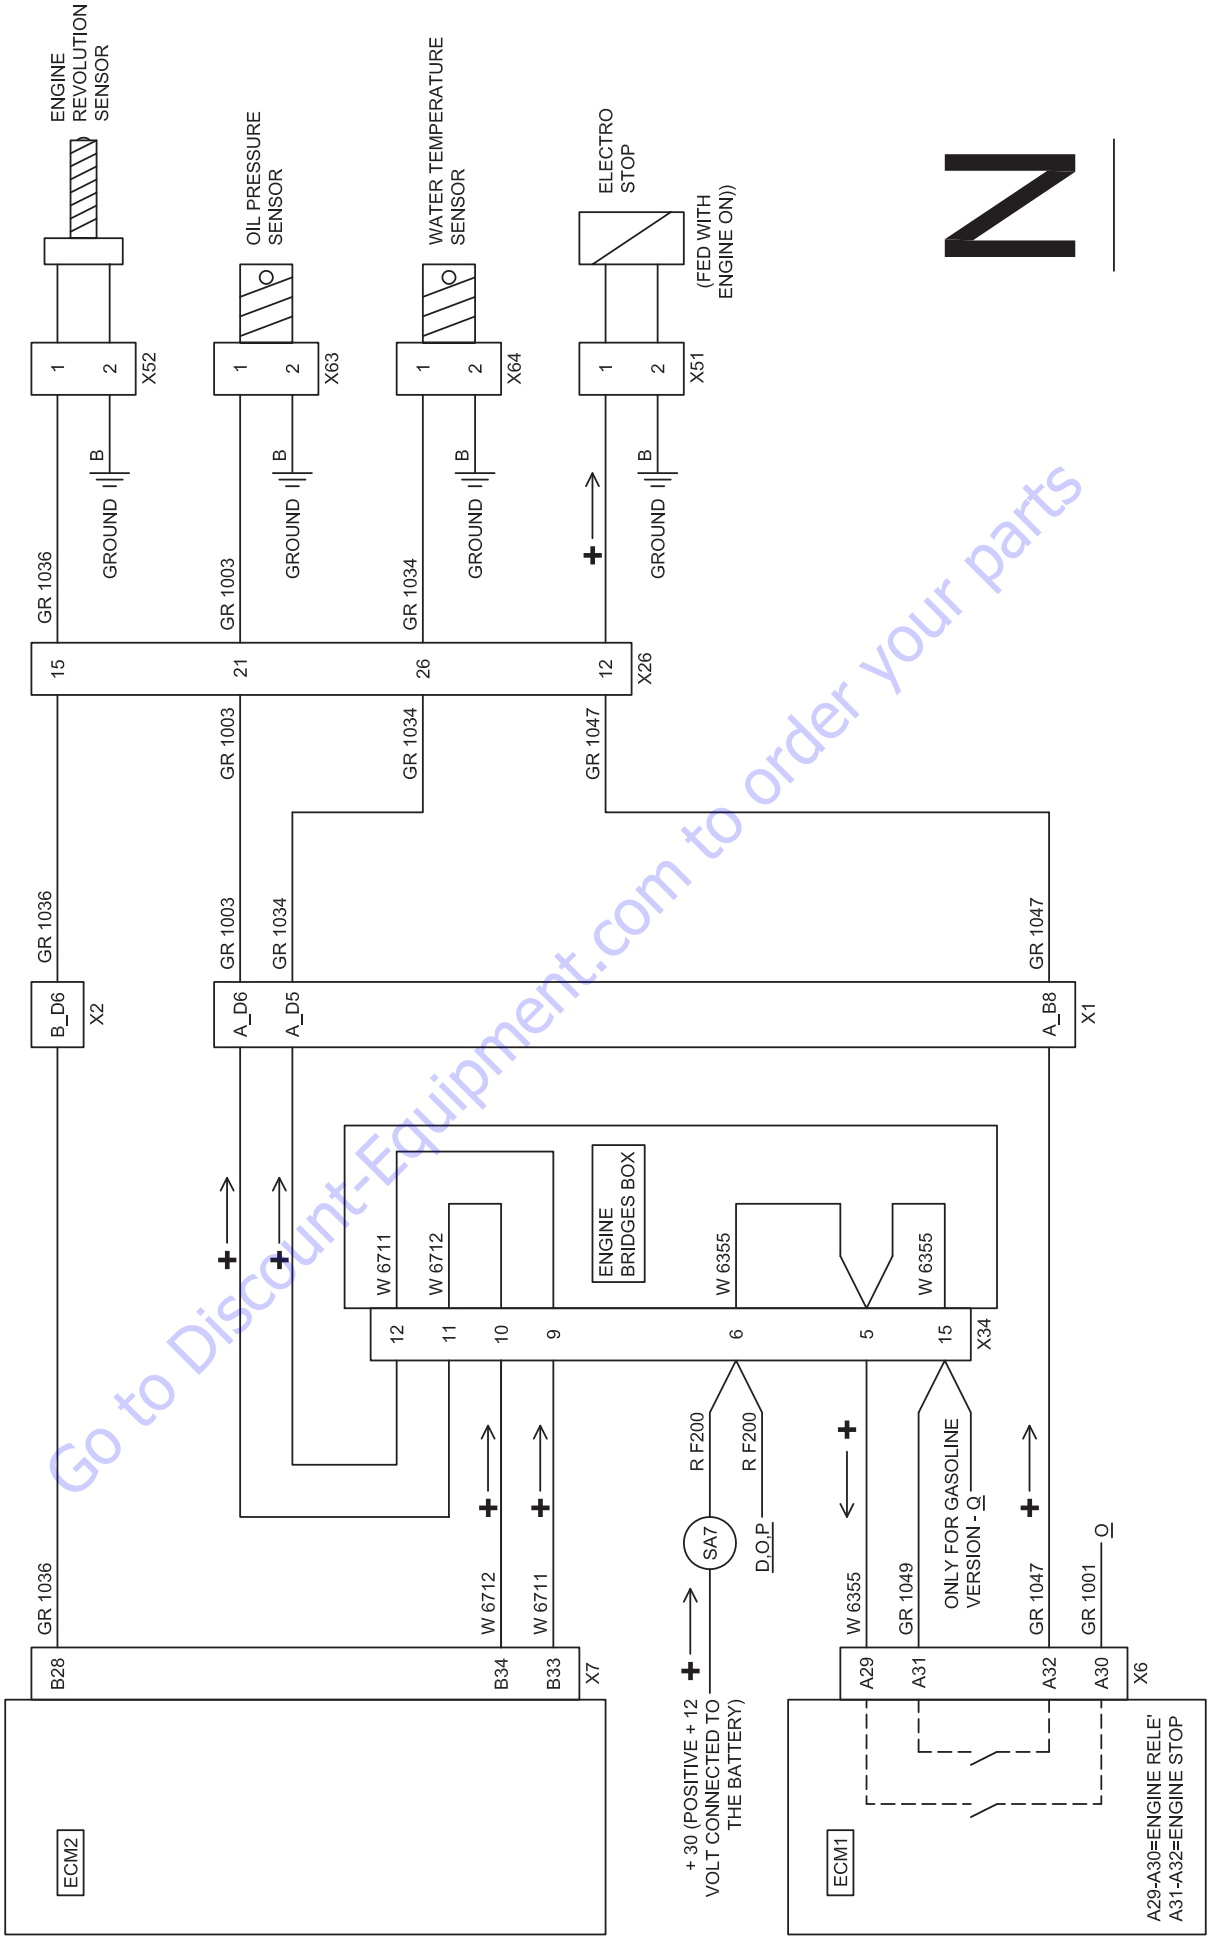 ENGINE
REVOLUTION
SENSOR
OIL PRESSURE
SENSOR
WATER TEMPERATURE
SENSOR
ELECTRO
STOP
(FED WITH
ENGINE ON))
1
2
X52
1
2
X63
1
2
X64
1
2
X51
B
GROUND
B
GROUND
B
GROUND
B
GROUND
GR 1036
GR 1003
GR 1034
+
15
21
26
12
X26
GR 1003
GR 1034
GR 1047
GR 1036
GR 1003
GR 1034
GR 1047
B_D6
X2
A_D6
A_D5
A_B8
X1
+
+
ENGINE
BRIDGES BOX
W 6711
W 6712
W 6355
W 6355
12
11
10
9
6
5
15
X34
R F200
R F200
SA7
D,O,P
+
+
+
+
+
ONLY FOR GASOLINE
VERSION - Q
GR 1036
W 6712
W 6711
W 6355
GR 1049
GR 1047
GR 1001
O
B28
B34
B33
X7
A29
A31
A32
A30
X6
+ 30 (POSITIVE + 12
VOLT CONNECTED TO
THE BATTERY)
ECM2
ECM1
A29-A30=ENGINE RELE'
A31-A32=ENGINE STOP
N
Go to Discount-Equipment.com to order your parts